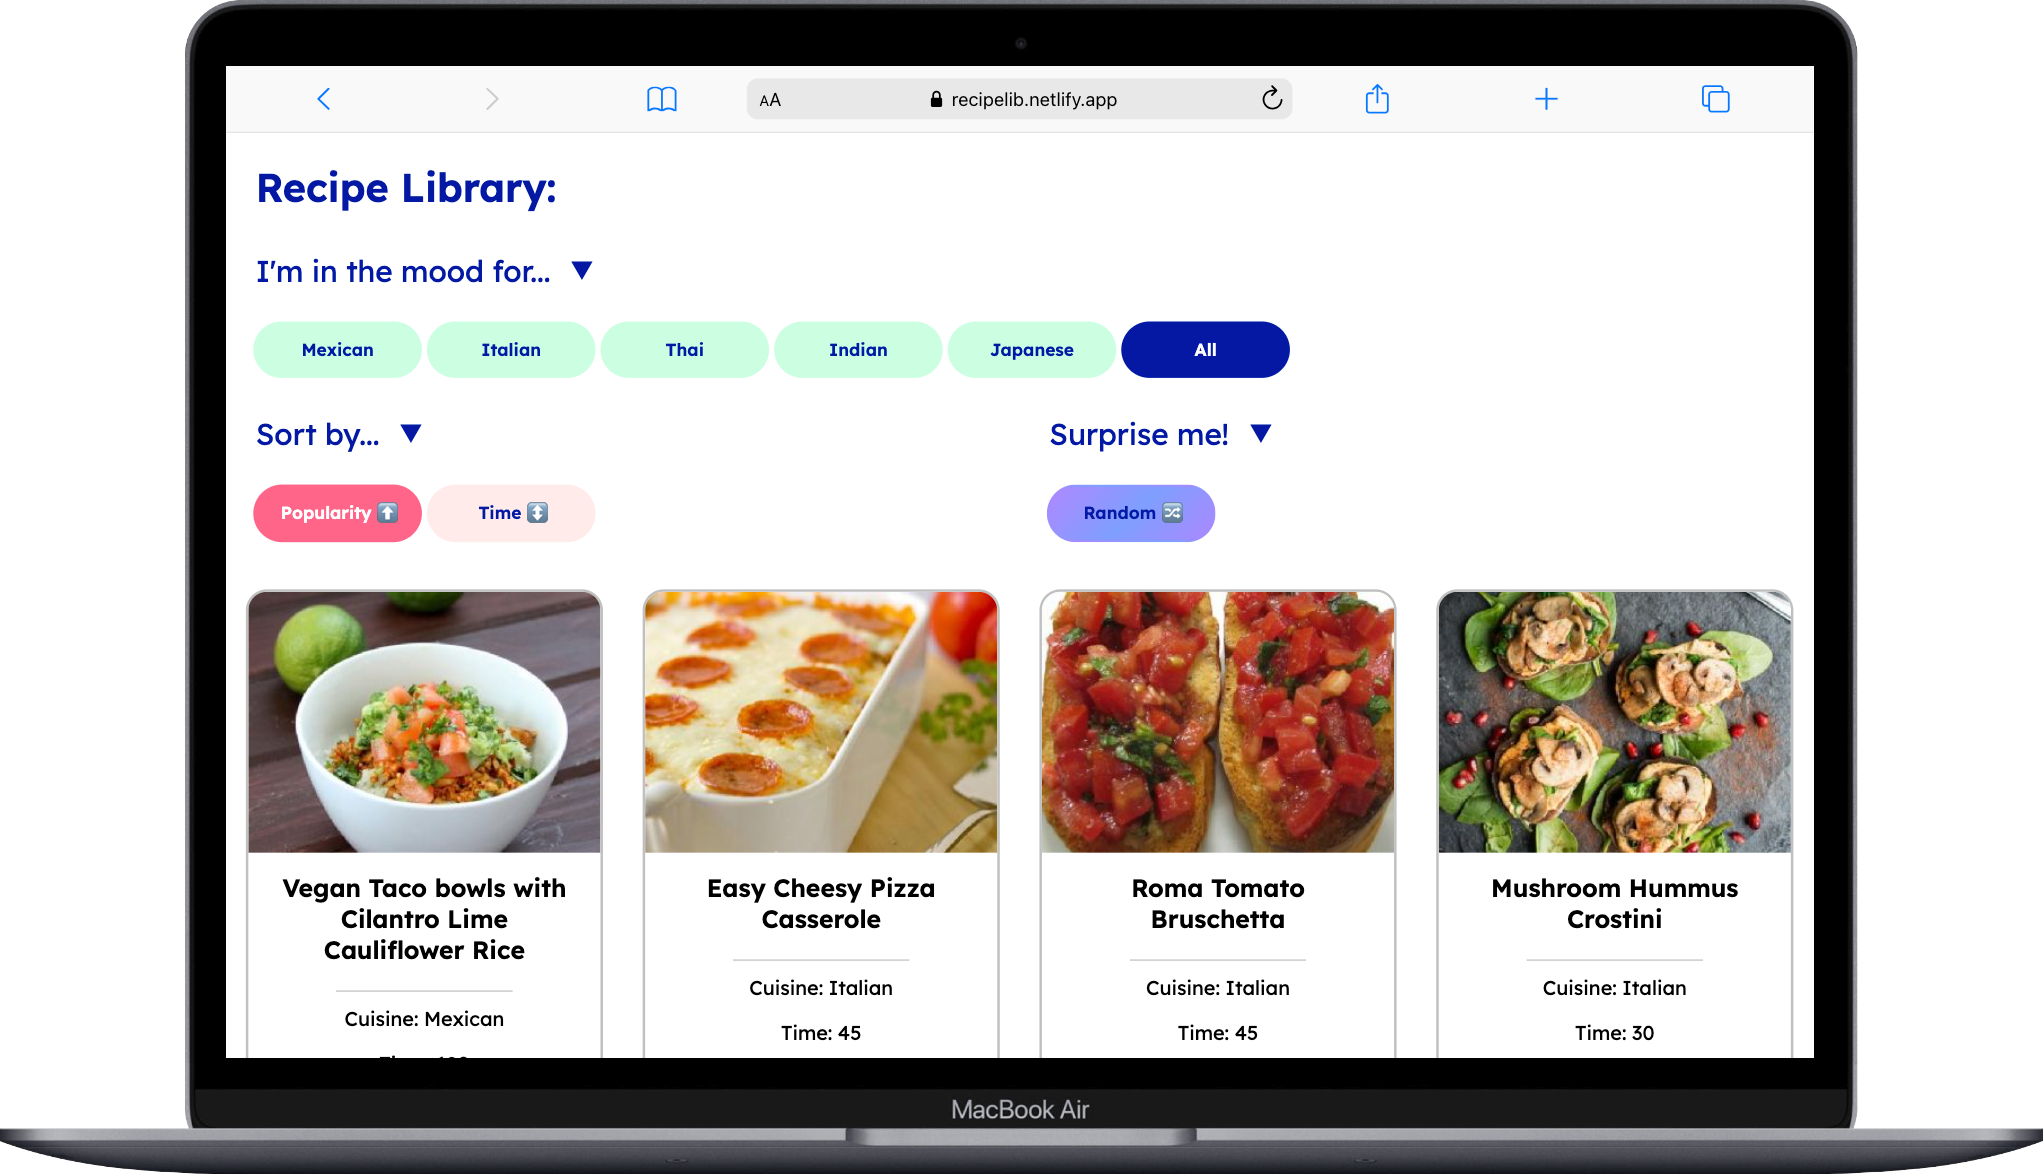 AA recipelib.netlify.app
Recipe Library:
I'm in the mood for... ▼
Mexican Italian Thai Indian Japanese All
Sort by... ▼ Surprise me! ▼
Popularity ⬆️ Time ↕️ Random 🔀
Vegan Taco bowls with
Cilantro Lime
Cauliflower Rice
Cuisine: Mexican
Easy Cheesy Pizza
Casserole
Cuisine: Italian
Time: 45
Roma Tomato
Bruschetta
Cuisine: Italian
Time: 45
Mushroom Hummus
Crostini
Cuisine: Italian
Time: 30
MacBook Air